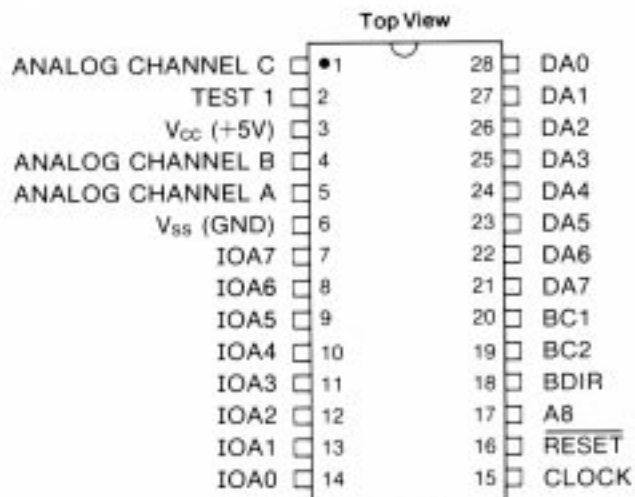 Top View
ANALOG CHANNEL C 1 28 DA0
TEST 1 2 27 DA1
Vcc (+5V) 3 26 DA2
ANALOG CHANNEL B 4 25 DA3
ANALOG CHANNEL A 5 24 DA4
Vss (GND) 6 23 DA5
IOA7 7 22 DA6
IOA6 8 21 DA7
IOA5 9 20 BC1
IOA4 10 19 BC2
IOA3 11 18 BDIR
IOA2 12 17 A8
IOA1 13 16 RESET
IOA0 14 15 CLOCK